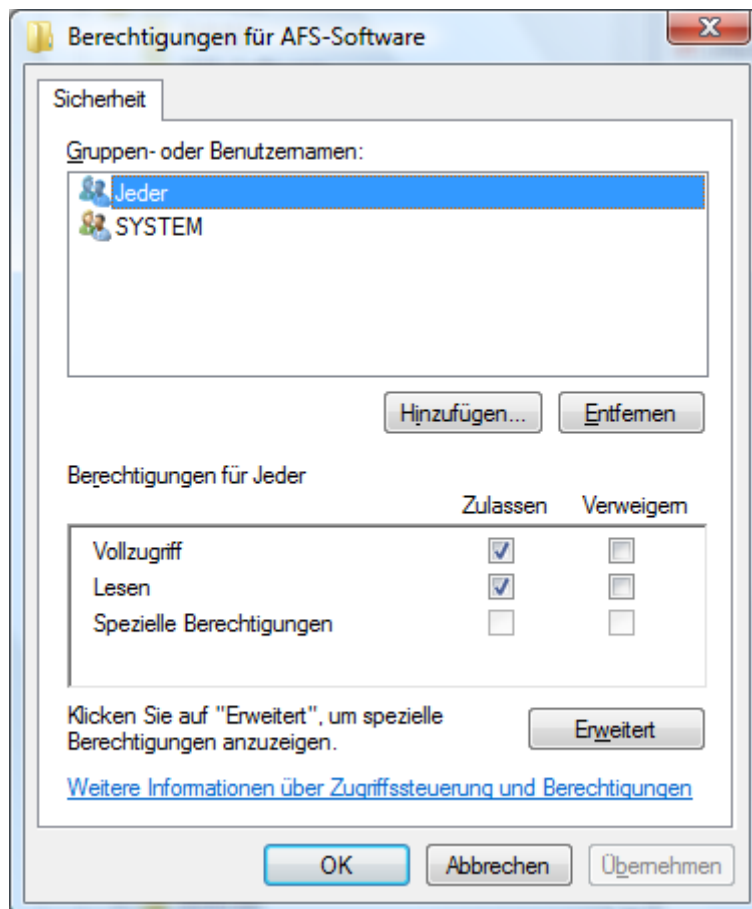 Berechtigungen für AFS-Software
Sicherheit
Gruppen- oder Benutzernamen:
Jeder
SYSTEM
Hinzufügen...
Entfernen
Berechtigungen für Jeder
Zulassen Verweigern
Vollzugriff
Lesen
Spezielle Berechtigungen
Klicken Sie auf "Erweitert", um spezielle
Berechtigungen anzuzeigen.
Erweitert
Weitere Informationen über Zugriffssteuerung und Berechtigungen
OK Abbrechen Übernehmen